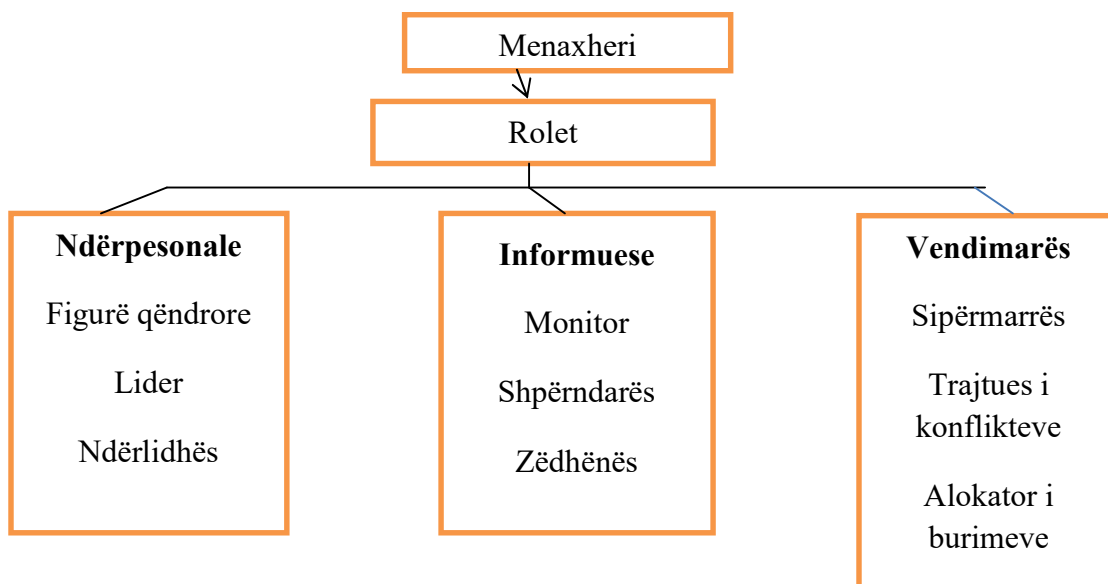 Menaxheri
Rolet
Ndërpesonale
Figurë qëndrore
Lider
Ndërlidhës
Informuese
Monitor
Shpërndarës
Zëdhënës
Vendimarës
Sipërmarrës
Trajtues i
konflikteve
Alokator i
burimeve